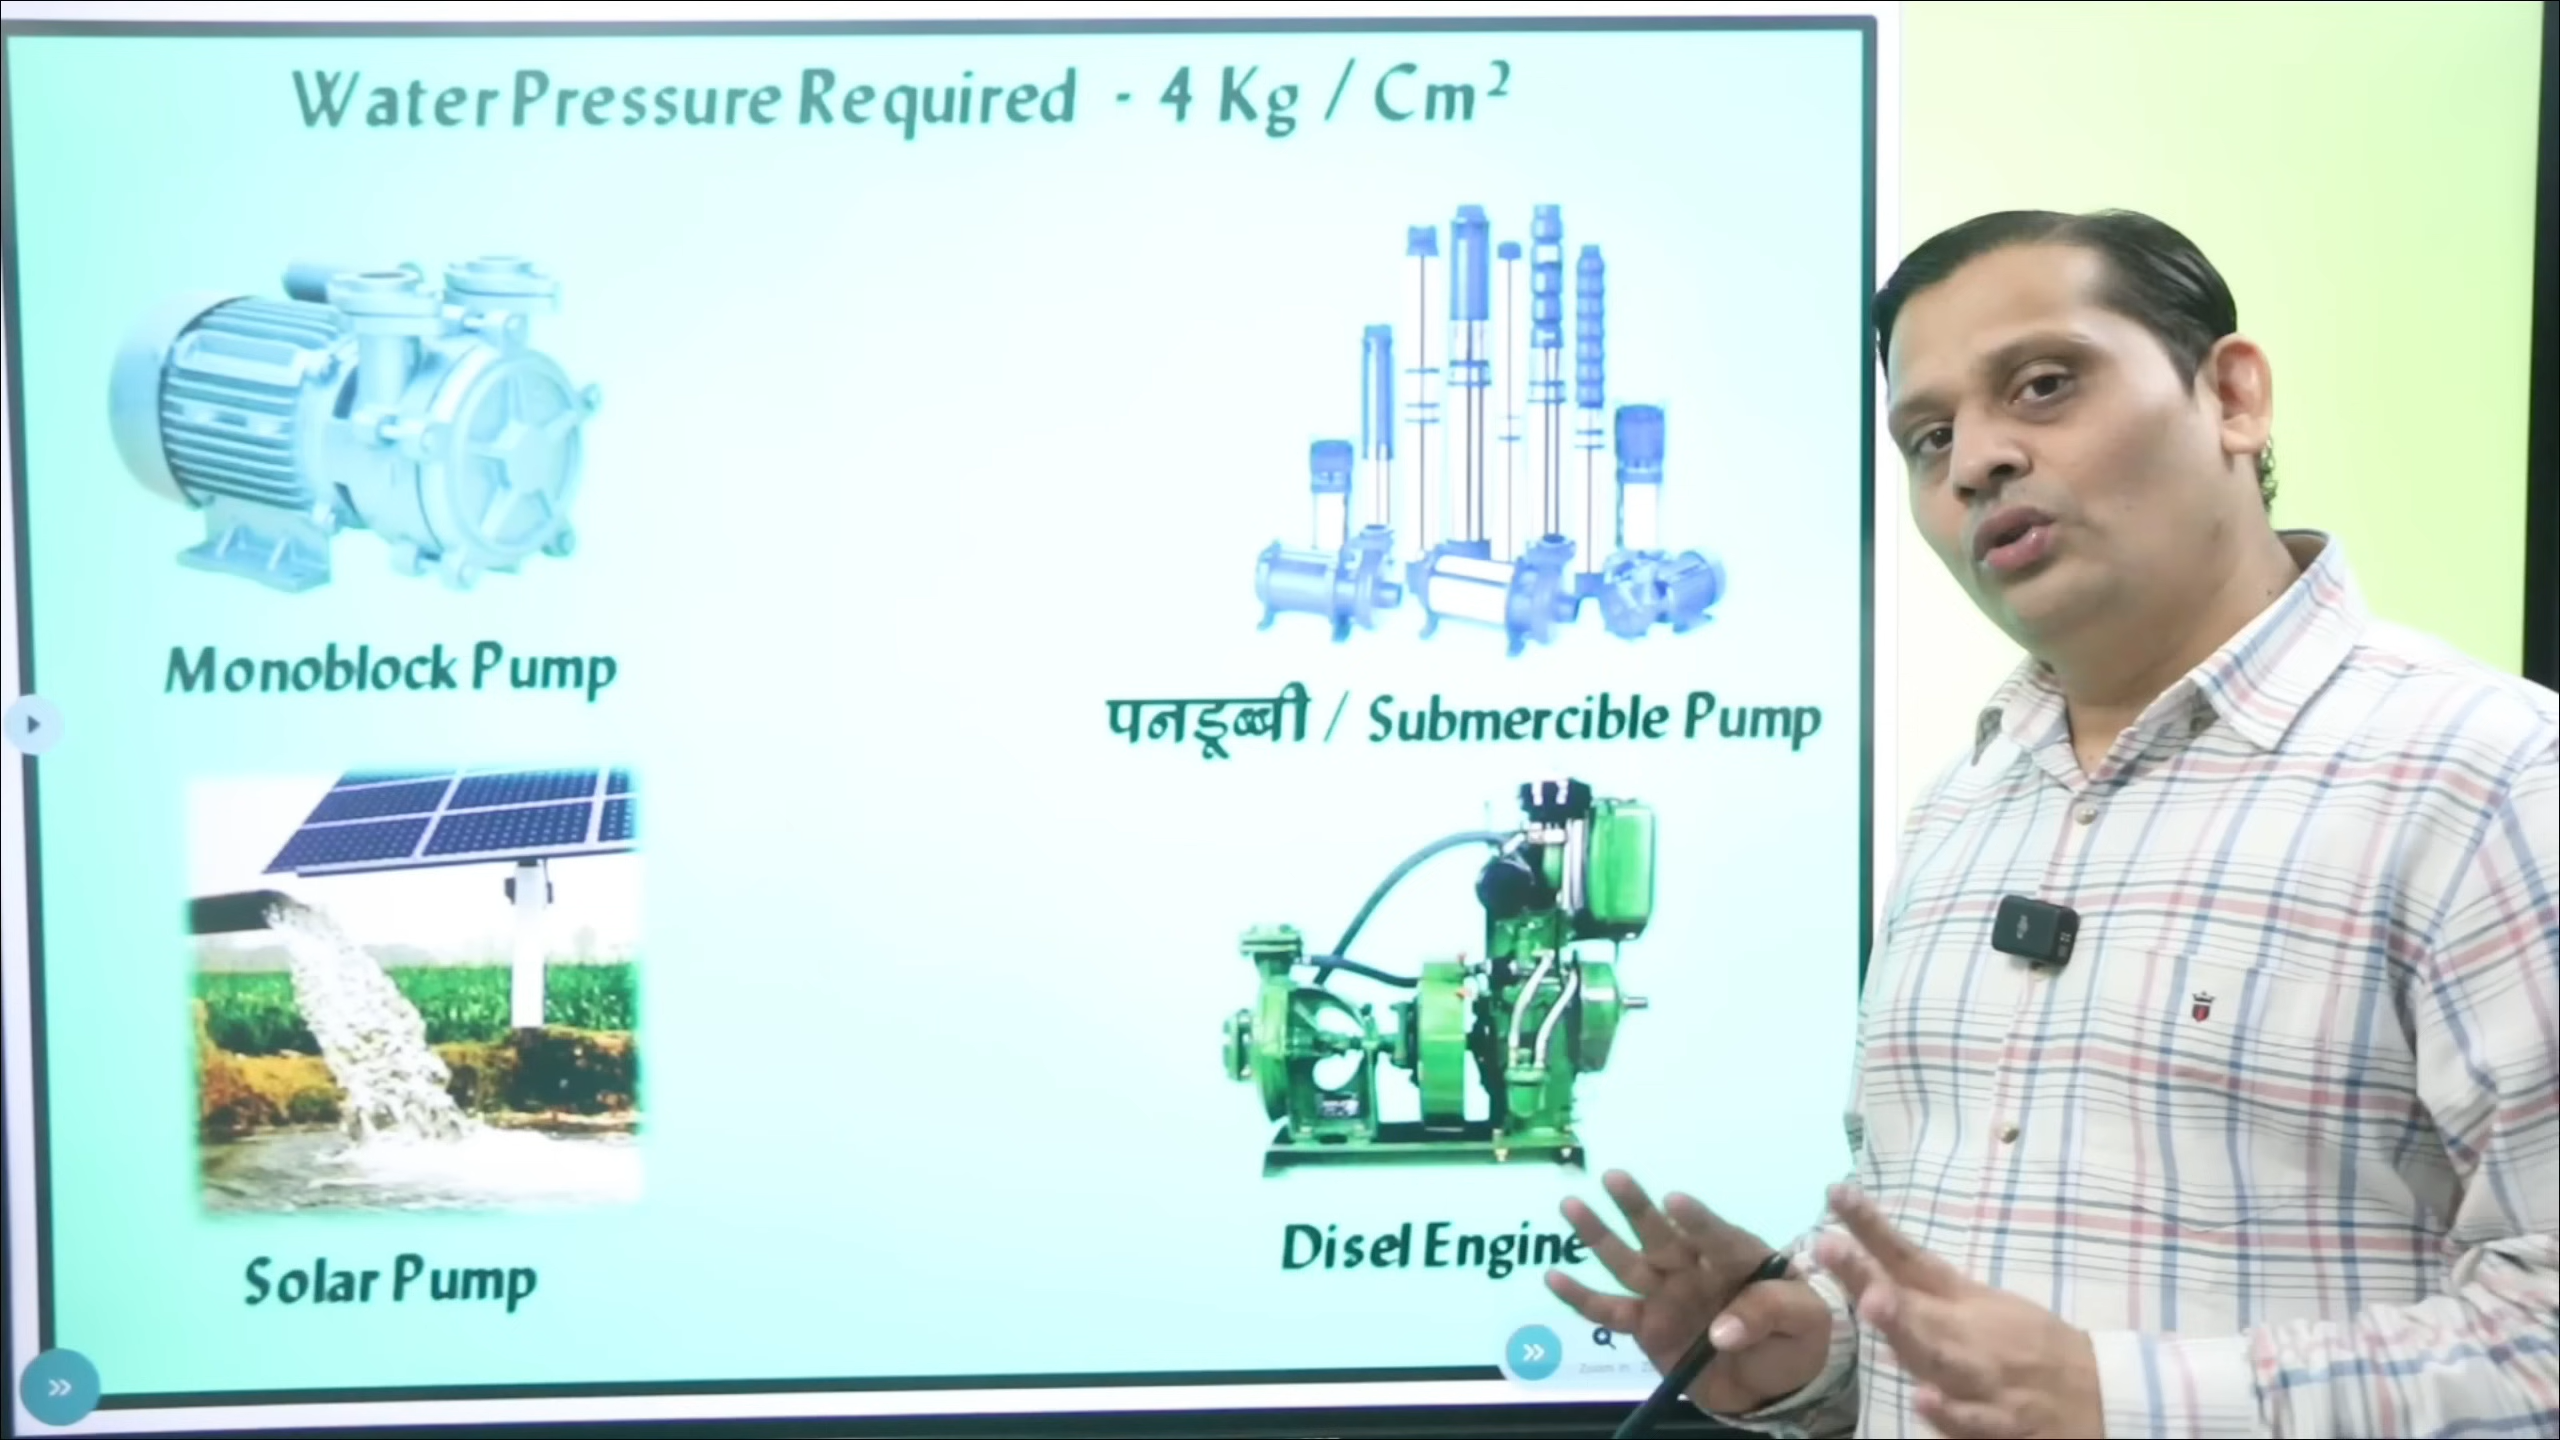 Water Pressure Required - 4 Kg / Cm²
Monoblock Pump
पनडूब्बी / Submercible Pump
Solar Pump
Disel Engine